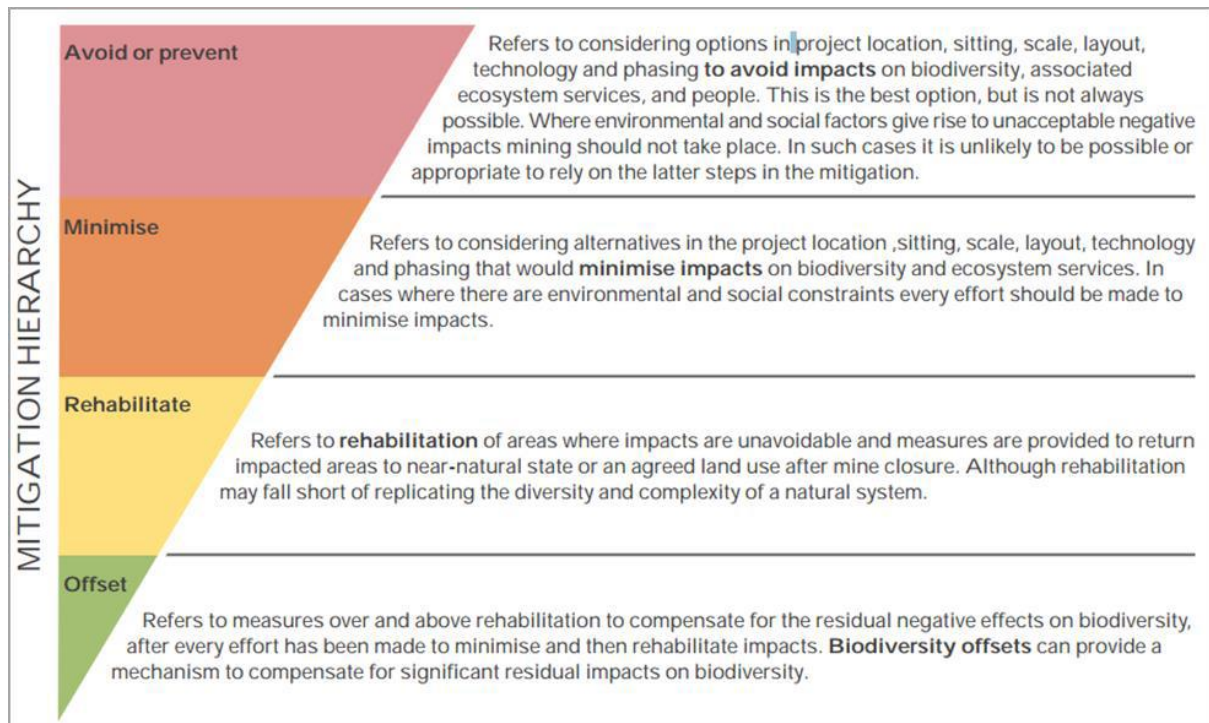 MITIGATION HIERARCHY
Avoid or prevent
Refers to considering options in project location, sitting, scale, layout,
technology and phasing to avoid impacts on biodiversity, associated
ecosystem services, and people. This is the best option, but is not always
possible. Where environmental and social factors give rise to unacceptable negative
impacts mining should not take place. In such cases it is unlikely to be possible or
appropriate to rely on the latter steps in the mitigation.
Minimise
Refers to considering alternatives in the project location ,sitting, scale, layout, technology
and phasing that would minimise impacts on biodiversity and ecosystem services. In
cases where there are environmental and social constraints every effort should be made to
minimise impacts.
Rehabilitate
Refers to rehabilitation of areas where impacts are unavoidable and measures are provided to return
impacted areas to near-natural state or an agreed land use after mine closure. Although rehabilitation
may fall short of replicating the diversity and complexity of a natural system.
Offset
Refers to measures over and above rehabilitation to compensate for the residual negative effects on biodiversity,
after every effort has been made to minimise and then rehabilitate impacts. Biodiversity offsets can provide a
mechanism to compensate for significant residual impacts on biodiversity.